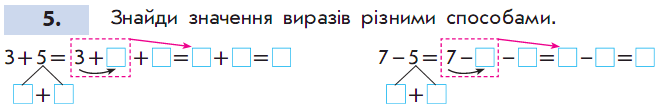 5. Знайди значення виразів різними способами.
3 + 5 = 3 + □ + □ = □ + □ = □ 7 – 5 = 7 – □ – □ = □ – □ = □
□ + □ □ + □